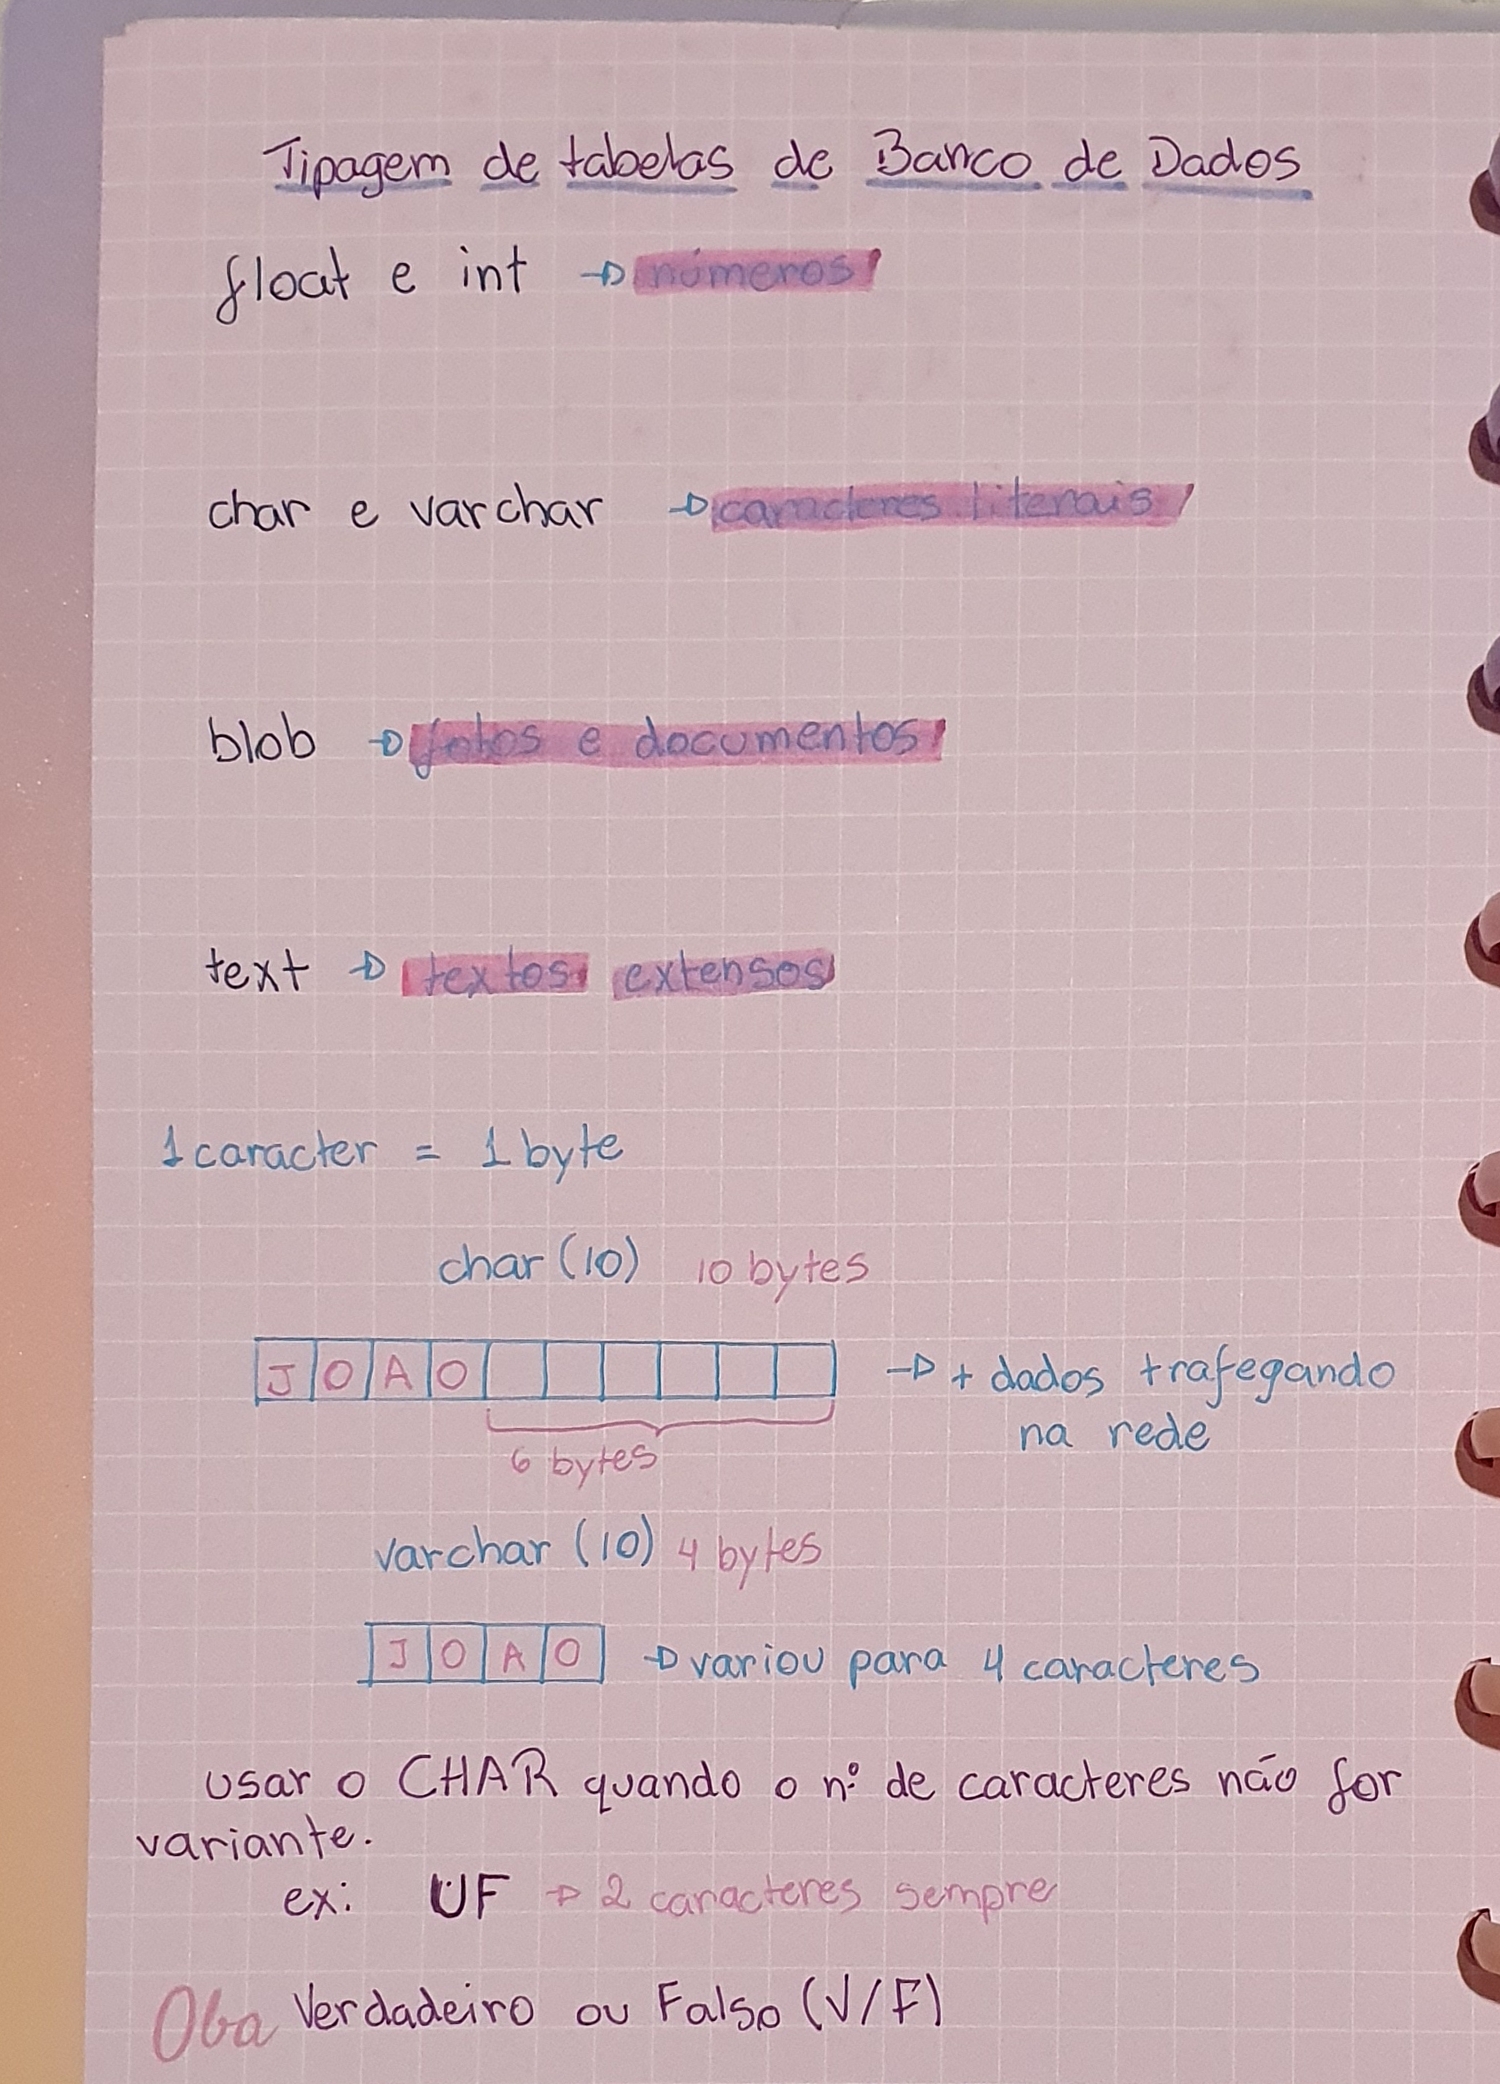 Tipagem de tabelas de Banco de Dados
float e int → números
char e varchar → caracteres literais
blob → fotos e documentos
text → textos extensos
1 caracter = 1 byte
char (10) 10 bytes
J O A O → + dados trafegando
na rede
6 bytes
varchar (10) 4 bytes
J O A O → variou para 4 caracteres
usar o CHAR quando o nº de caracteres não for
variante.
ex: UF → 2 caracteres sempre
Oba Verdadeiro ou Falso (V/F)